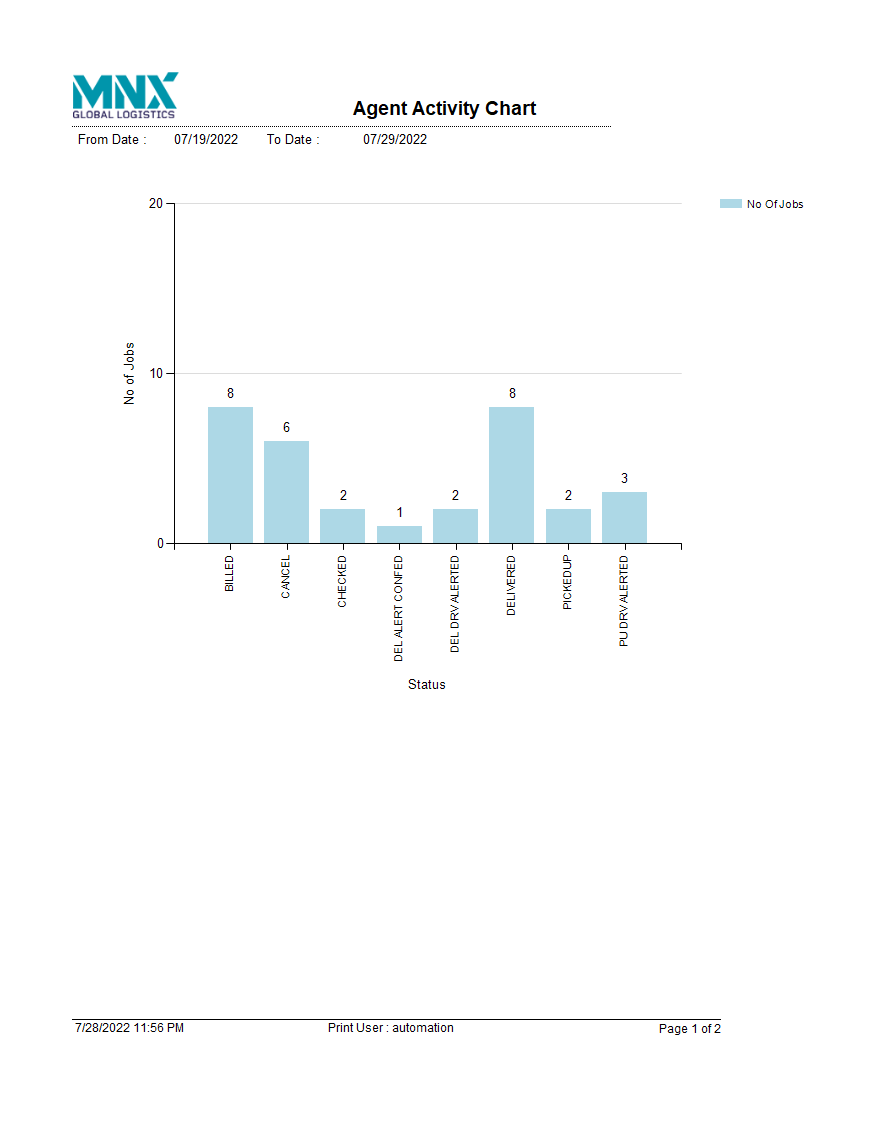 MNX
GLOBAL LOGISTICS
Agent Activity Chart
From Date : 07/19/2022 To Date : 07/29/2022
20
No Of Jobs
No of Jobs
10
8
8
6
3
2
2
2
1
0
BILLED
CANCEL
CHECKED
DEL ALERT CONFED
DEL DRV ALERTED
DELIVERED
PICKEDUP
PU DRV ALERTED
Status
7/28/2022 11:56 PM Print User : automation Page 1 of 2